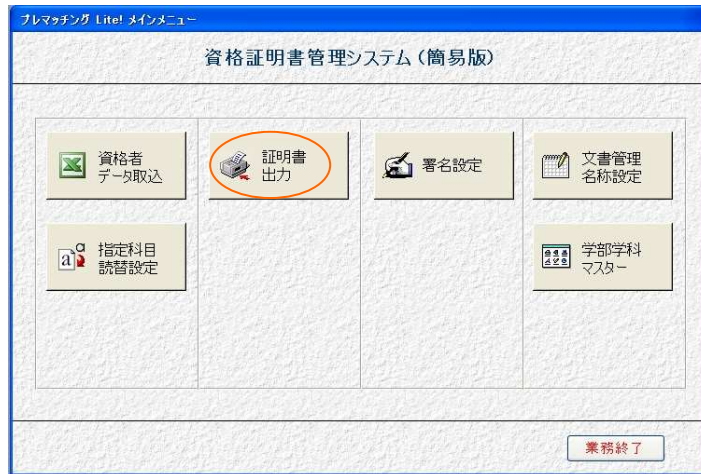 プレマッチング Lite! メインメニュー
資格証明書管理システム（簡易版）
資格者
データ取込
証明書
出力
署名設定
文書管理
名称設定
指定科目
読替設定
学部学科
マスター
業務終了